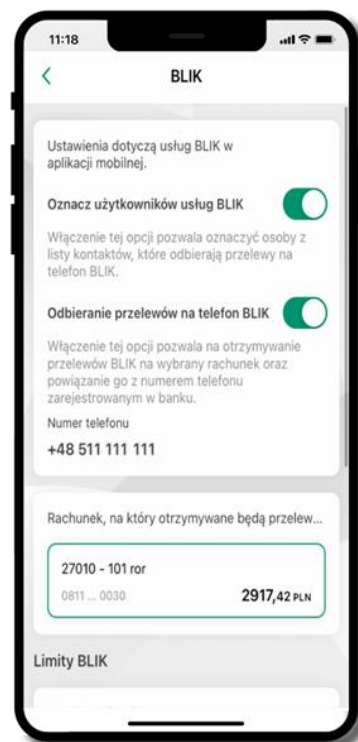 11:18
BLIK
Ustawienia dotyczą usług BLIK w
aplikacji mobilnej.
Oznacz użytkowników usług BLIK
Włączenie tej opcji pozwala oznaczyć osoby z
listy kontaktów, które odbierają przelewy na
telefon BLIK.
Odbieranie przelewów na telefon BLIK
Włączenie tej opcji pozwala na otrzymywanie
przelewów BLIK na wybrany rachunek oraz
powiązanie go z numerem telefonu
zarejestrowanym w banku.
Numer telefonu
+48 511 111 111
Rachunek, na który otrzymywane będą przelew...
27010 - 101 ror
0811 ... 0030 2917,42 PLN
Limity BLIK